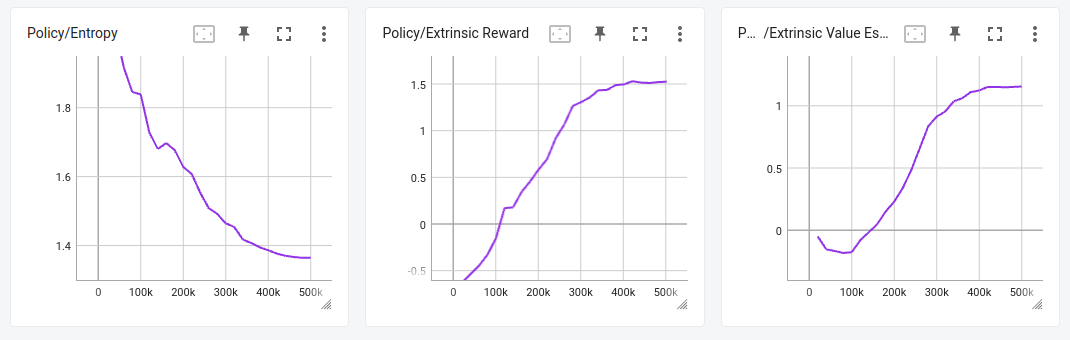 Policy/Entropy
1.8
1.6
1.4
0 100k 200k 300k 400k 500k
Policy/Extrinsic Reward
1.5
1
0.5
0
-0.5
0 100k 200k 300k 400k 500k
P… /Extrinsic Value Es…
1
0.5
0
0 100k 200k 300k 400k 500k